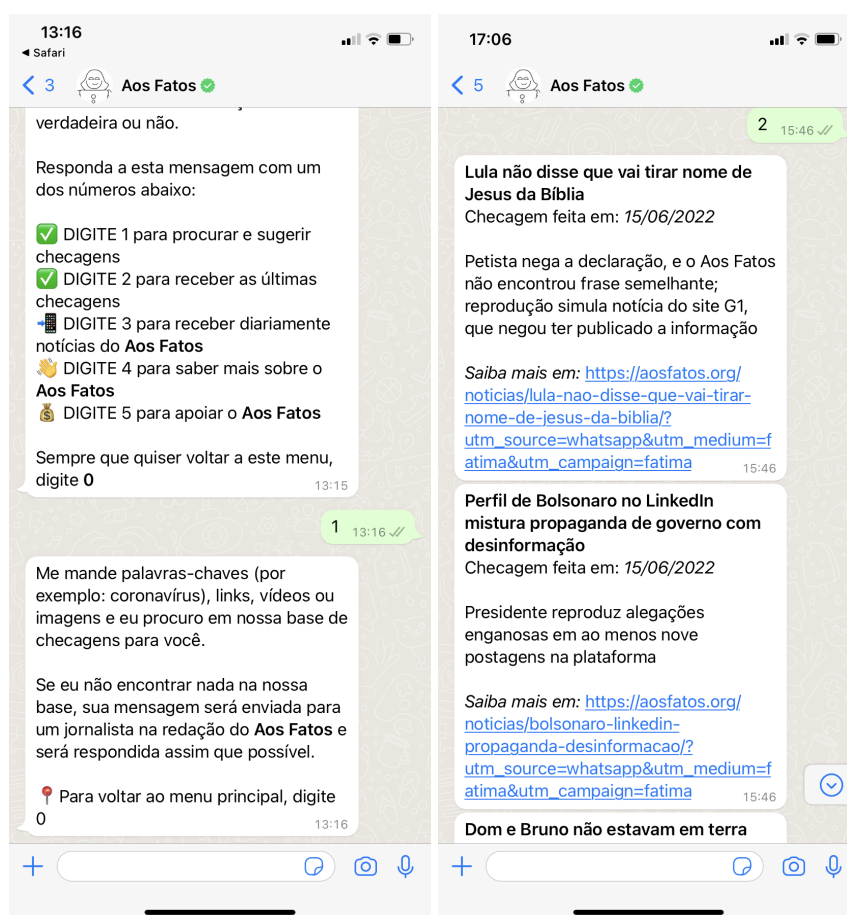 13:16
◀ Safari
3
Aos Fatos
verdadeira ou não.
Responda a esta mensagem com um
dos números abaixo:
✅ DIGITE 1 para procurar e sugerir
checagens
✅ DIGITE 2 para receber as últimas
checagens
📲 DIGITE 3 para receber diariamente
notícias do Aos Fatos
👋 DIGITE 4 para saber mais sobre o
Aos Fatos
💰 DIGITE 5 para apoiar o Aos Fatos
Sempre que quiser voltar a este menu,
digite 0
13:15
1 13:16
Me mande palavras-chaves (por
exemplo: coronavírus), links, vídeos ou
imagens e eu procuro em nossa base de
checagens para você.
Se eu não encontrar nada na nossa
base, sua mensagem será enviada para
um jornalista na redação do Aos Fatos e
será respondida assim que possível.
📍 Para voltar ao menu principal, digite
0
13:16
17:06
5
Aos Fatos
2 15:46
Lula não disse que vai tirar nome de
Jesus da Bíblia
Checagem feita em: 15/06/2022
Petista nega a declaração, e o Aos Fatos
não encontrou frase semelhante;
reprodução simula notícia do site G1,
que negou ter publicado a informação
Saiba mais em: https://aosfatos.org/
noticias/lula-nao-disse-que-vai-tirar-
nome-de-jesus-da-biblia/?
utm_source=whatsapp&utm_medium=f
atima&utm_campaign=fatima
15:46
Perfil de Bolsonaro no LinkedIn
mistura propaganda de governo com
desinformação
Checagem feita em: 15/06/2022
Presidente reproduz alegações
enganosas em ao menos nove
postagens na plataforma
Saiba mais em: https://aosfatos.org/
noticias/bolsonaro-linkedin-
propaganda-desinformacao/?
utm_source=whatsapp&utm_medium=f
atima&utm_campaign=fatima
15:46
Dom e Bruno não estavam em terra